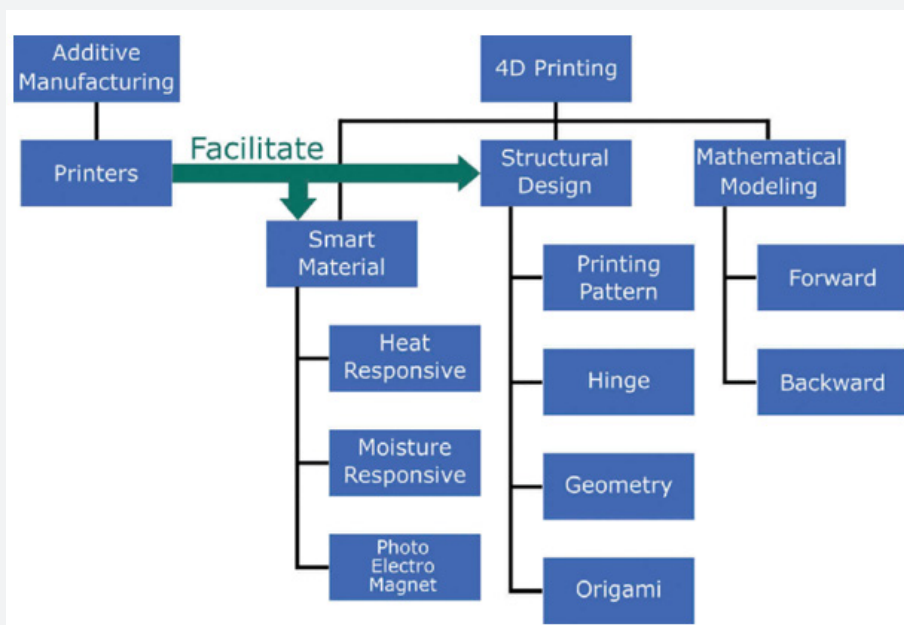 Additive
Manufacturing
4D Printing
Facilitate
Printers
Structural
Design
Mathematical
Modeling
Smart
Material
Printing
Pattern
Forward
Heat
Responsive
Hinge
Backward
Moisture
Responsive
Geometry
Photo
Electro
Magnet
Origami